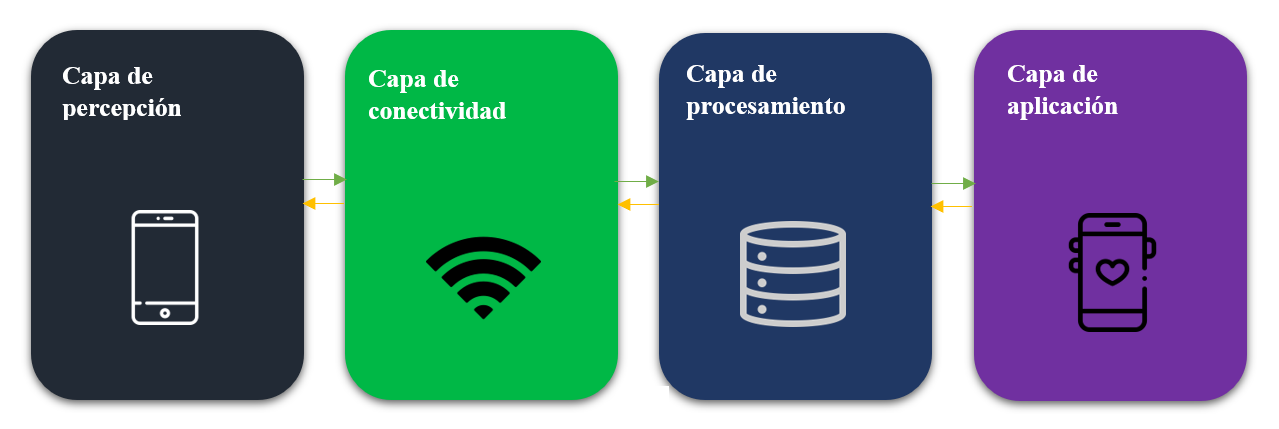 Capa de
percepción
Capa de
conectividad
Capa de
procesamiento
Capa de
aplicación